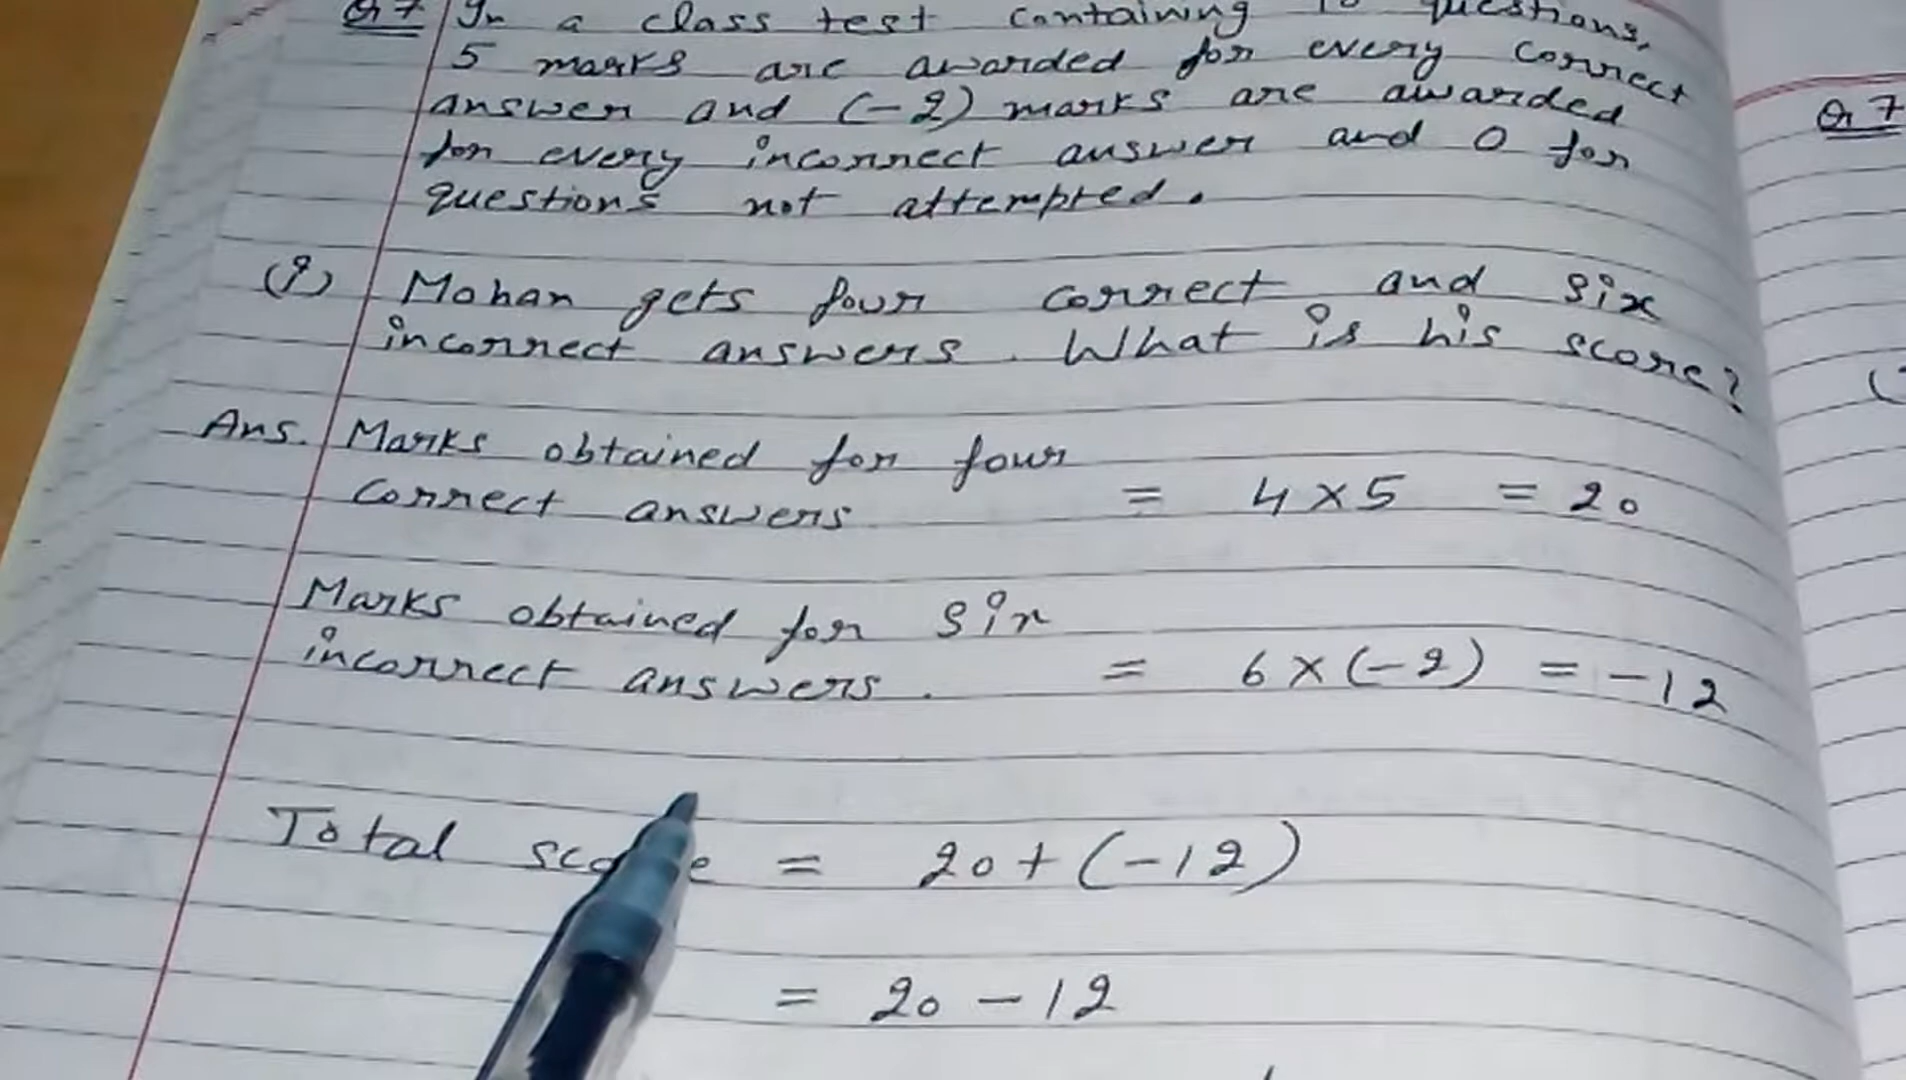 Q7 In a class test containing 10 questions,
5 marks are awarded for every correct
answer and (-2) marks are awarded
for every incorrect answer and 0 for
questions not attempted.
(i) Mohan gets four correct and six
incorrect answers. What is his score?
Ans. Marks obtained for four
correct answers = 4 × 5 = 20
Marks obtained for six
incorrect answers. = 6 × (-2) = -12
Total score = 20 + (-12)
= 20 - 12
Q7
(